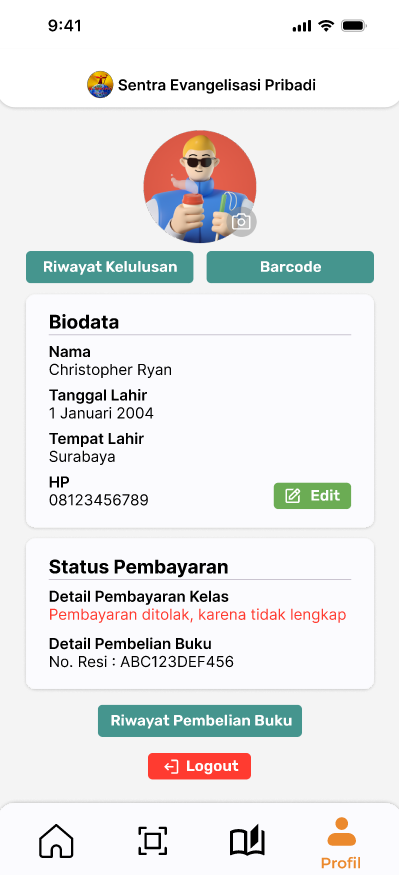 9:41
Sentra Evangelisasi Pribadi
Riwayat Kelulusan
Barcode
Biodata
Nama
Christopher Ryan
Tanggal Lahir
1 Januari 2004
Tempat Lahir
Surabaya
HP
08123456789
Edit
Status Pembayaran
Detail Pembayaran Kelas
Pembayaran ditolak, karena tidak lengkap
Detail Pembelian Buku
No. Resi : ABC123DEF456
Riwayat Pembelian Buku
Logout
Profil